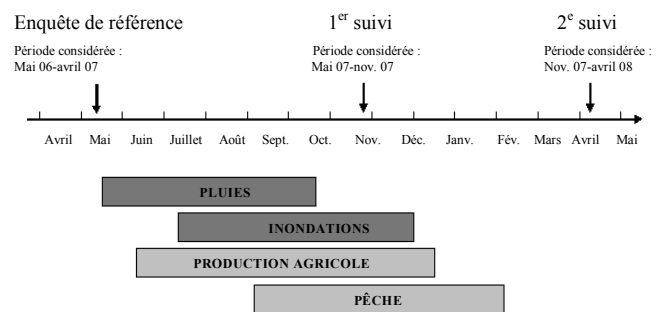 Enquête de référence
Période considérée :
Mai 06-avril 07
1er suivi
Période considérée :
Mai 07-nov. 07
2e suivi
Période considérée :
Nov. 07-avril 08
Avril Mai Juin Juillet Août Sept. Oct. Nov. Déc. Janv. Fév. Mars Avril Mai
PLUIES
INONDATIONS
PRODUCTION AGRICOLE
PÊCHE